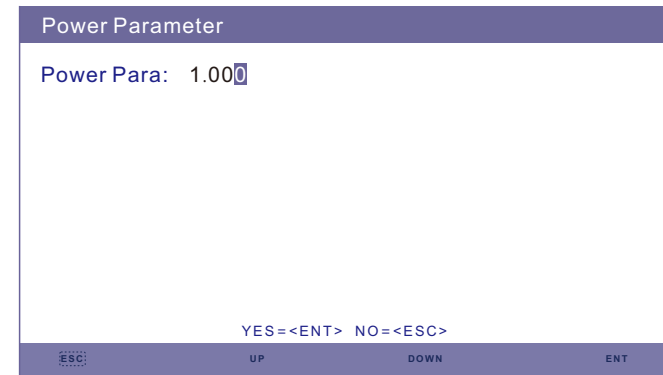 Power Parameter
Power Para: 1.000
YES=<ENT> NO=<ESC>
ESC UP DOWN ENT